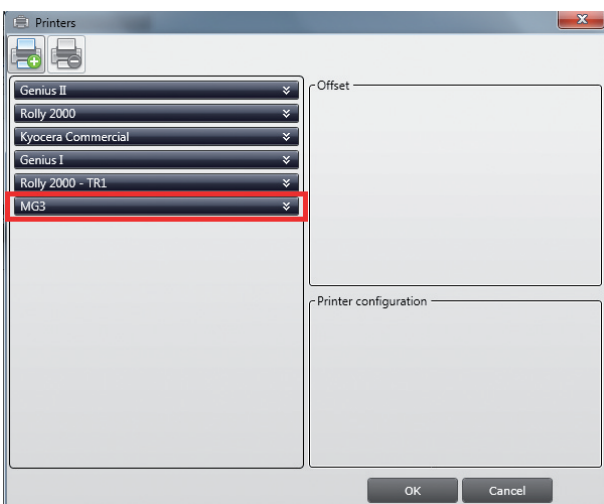 Printers
Genius II
Rolly 2000
Kyocera Commercial
Genius I
Rolly 2000 - TR1
MG3
Offset
Printer configuration
OK
Cancel